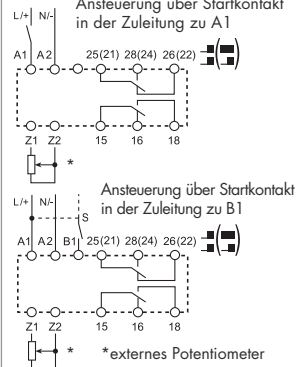 Ansteuerung über Startkontakt
in der Zuleitung zu A1
L/+ N/-
A1 A2 25(21) 28(24) 26(22)
Z1 Z2 15 16 18
*
Ansteuerung über Startkontakt
in der Zuleitung zu B1
L/+ N/-
S
A1 A2 B1 25(21) 28(24) 26(22)
Z1 Z2 15 16 18
* *externes Potentiometer